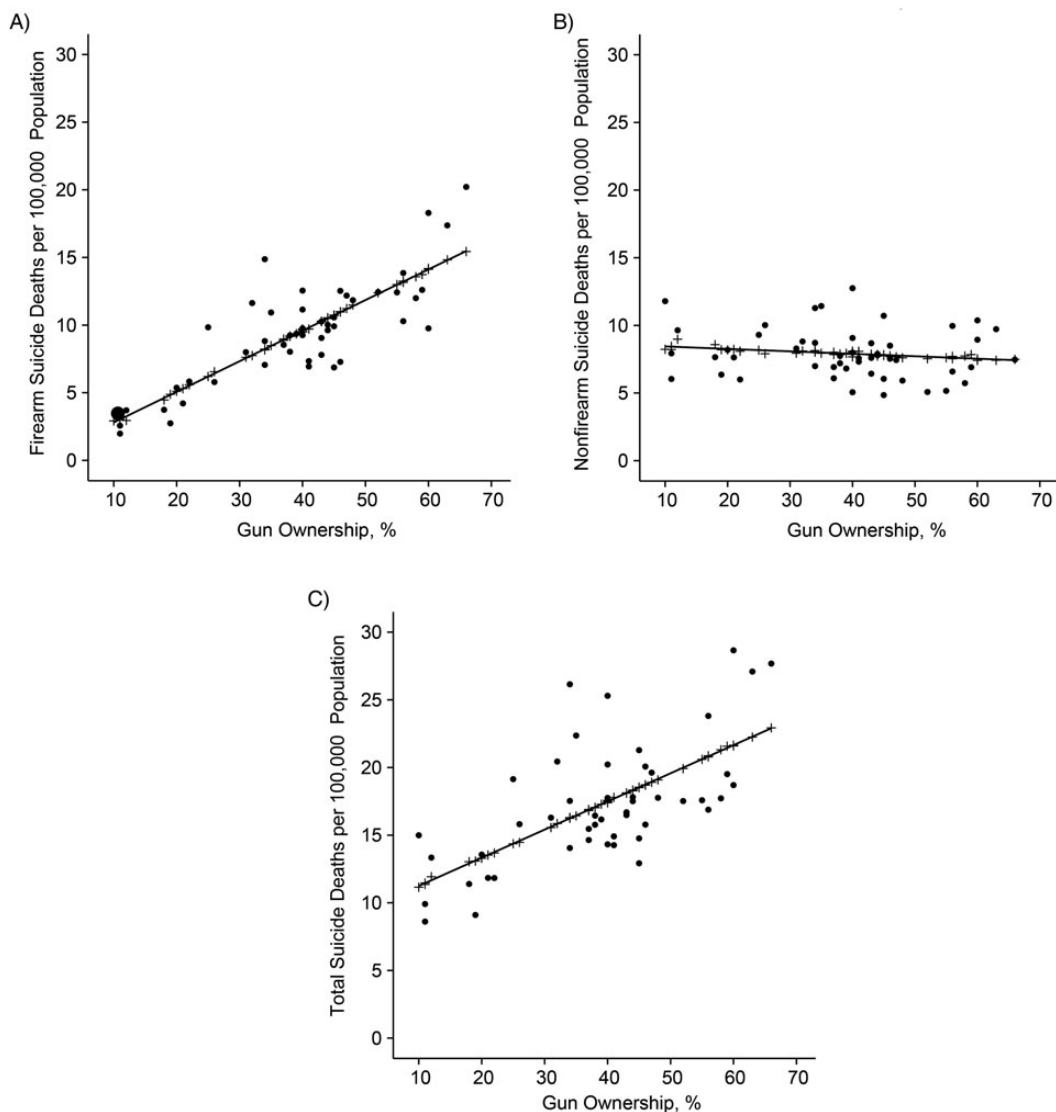 A)
Firearm Suicide Deaths per 100,000 Population
30
25
20
15
10
5
0
10 20 30 40 50 60 70
Gun Ownership, %
B)
Nonfirearm Suicide Deaths per 100,000 Population
30
25
20
15
10
5
0
10 20 30 40 50 60 70
Gun Ownership, %
C)
Total Suicide Deaths per 100,000 Population
30
25
20
15
10
5
0
10 20 30 40 50 60 70
Gun Ownership, %